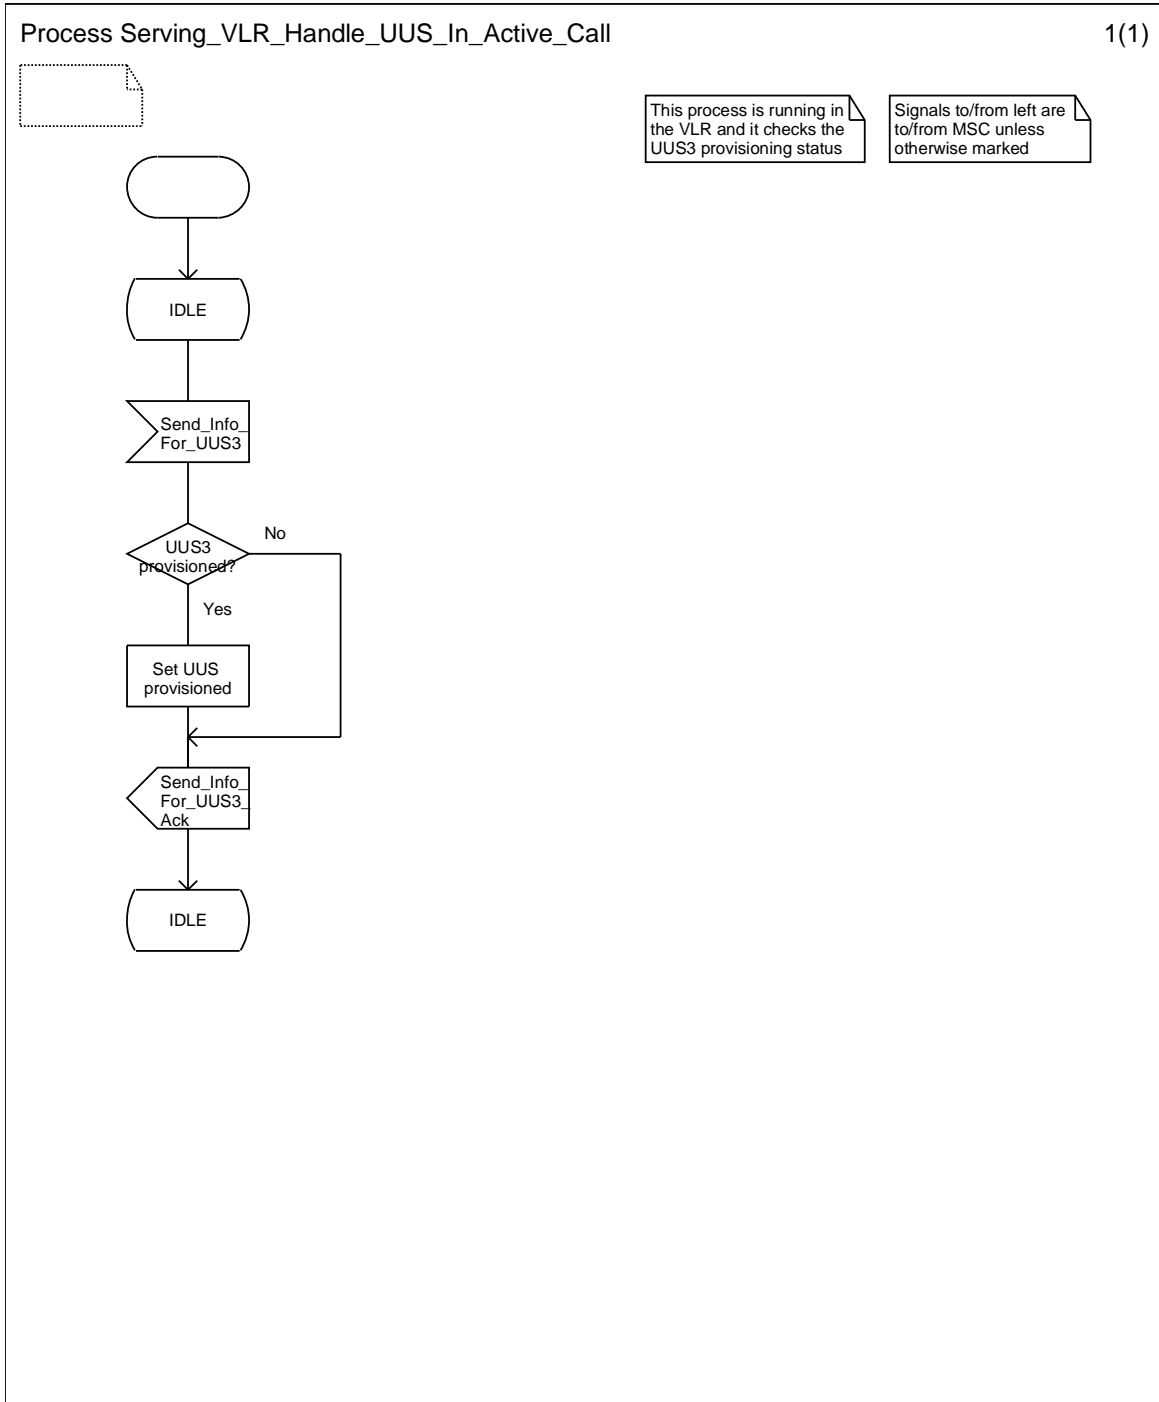 Process Serving_VLR_Handle_UUS_In_Active_Call
1(1)
This process is running in
the VLR and it checks the
UUS3 provisioning status
Signals to/from left are
to/from MSC unless
otherwise marked
IDLE
Send_Info_
For_UUS3
UUS3
provisioned?
No
Yes
Set UUS
provisioned
Send_Info_
For_UUS3_
Ack
IDLE